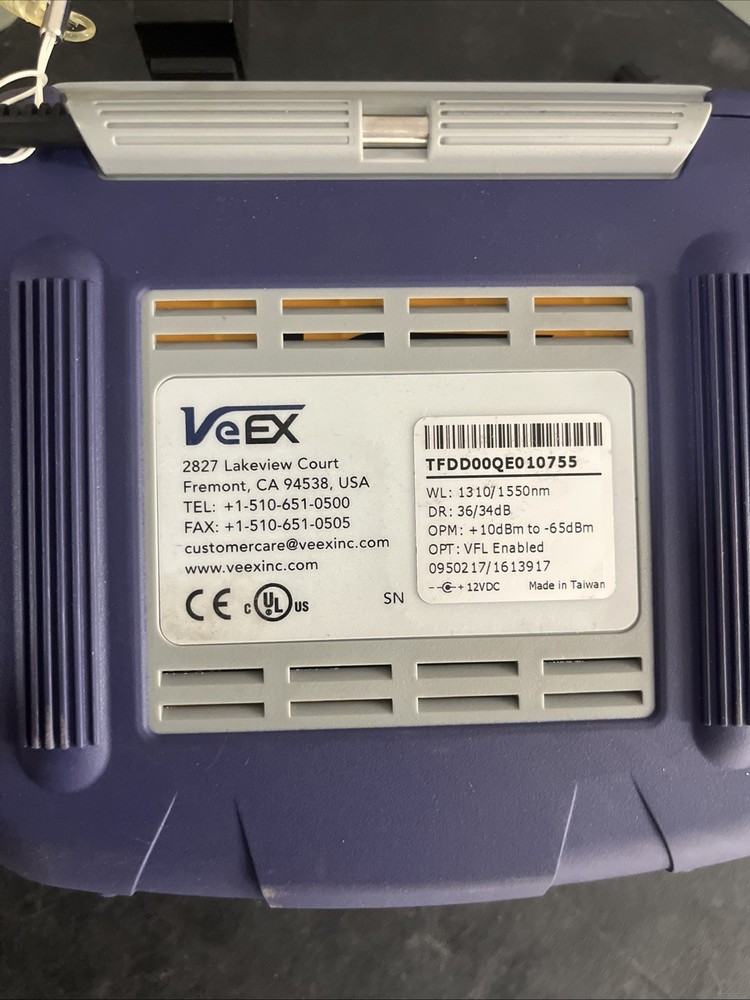 VeEX
2827 Lakeview Court
Fremont, CA 94538, USA
TEL: +1-510-651-0500
FAX: +1-510-651-0505
customercare@veexinc.com
www.veexinc.com
CE c UL US
SN
TFDD00QE010755
WL: 1310/1550nm
DR: 36/34dB
OPM: +10dBm to -65dBm
OPT: VFL Enabled
0950217/1613917
+ 12VDC Made in Taiwan